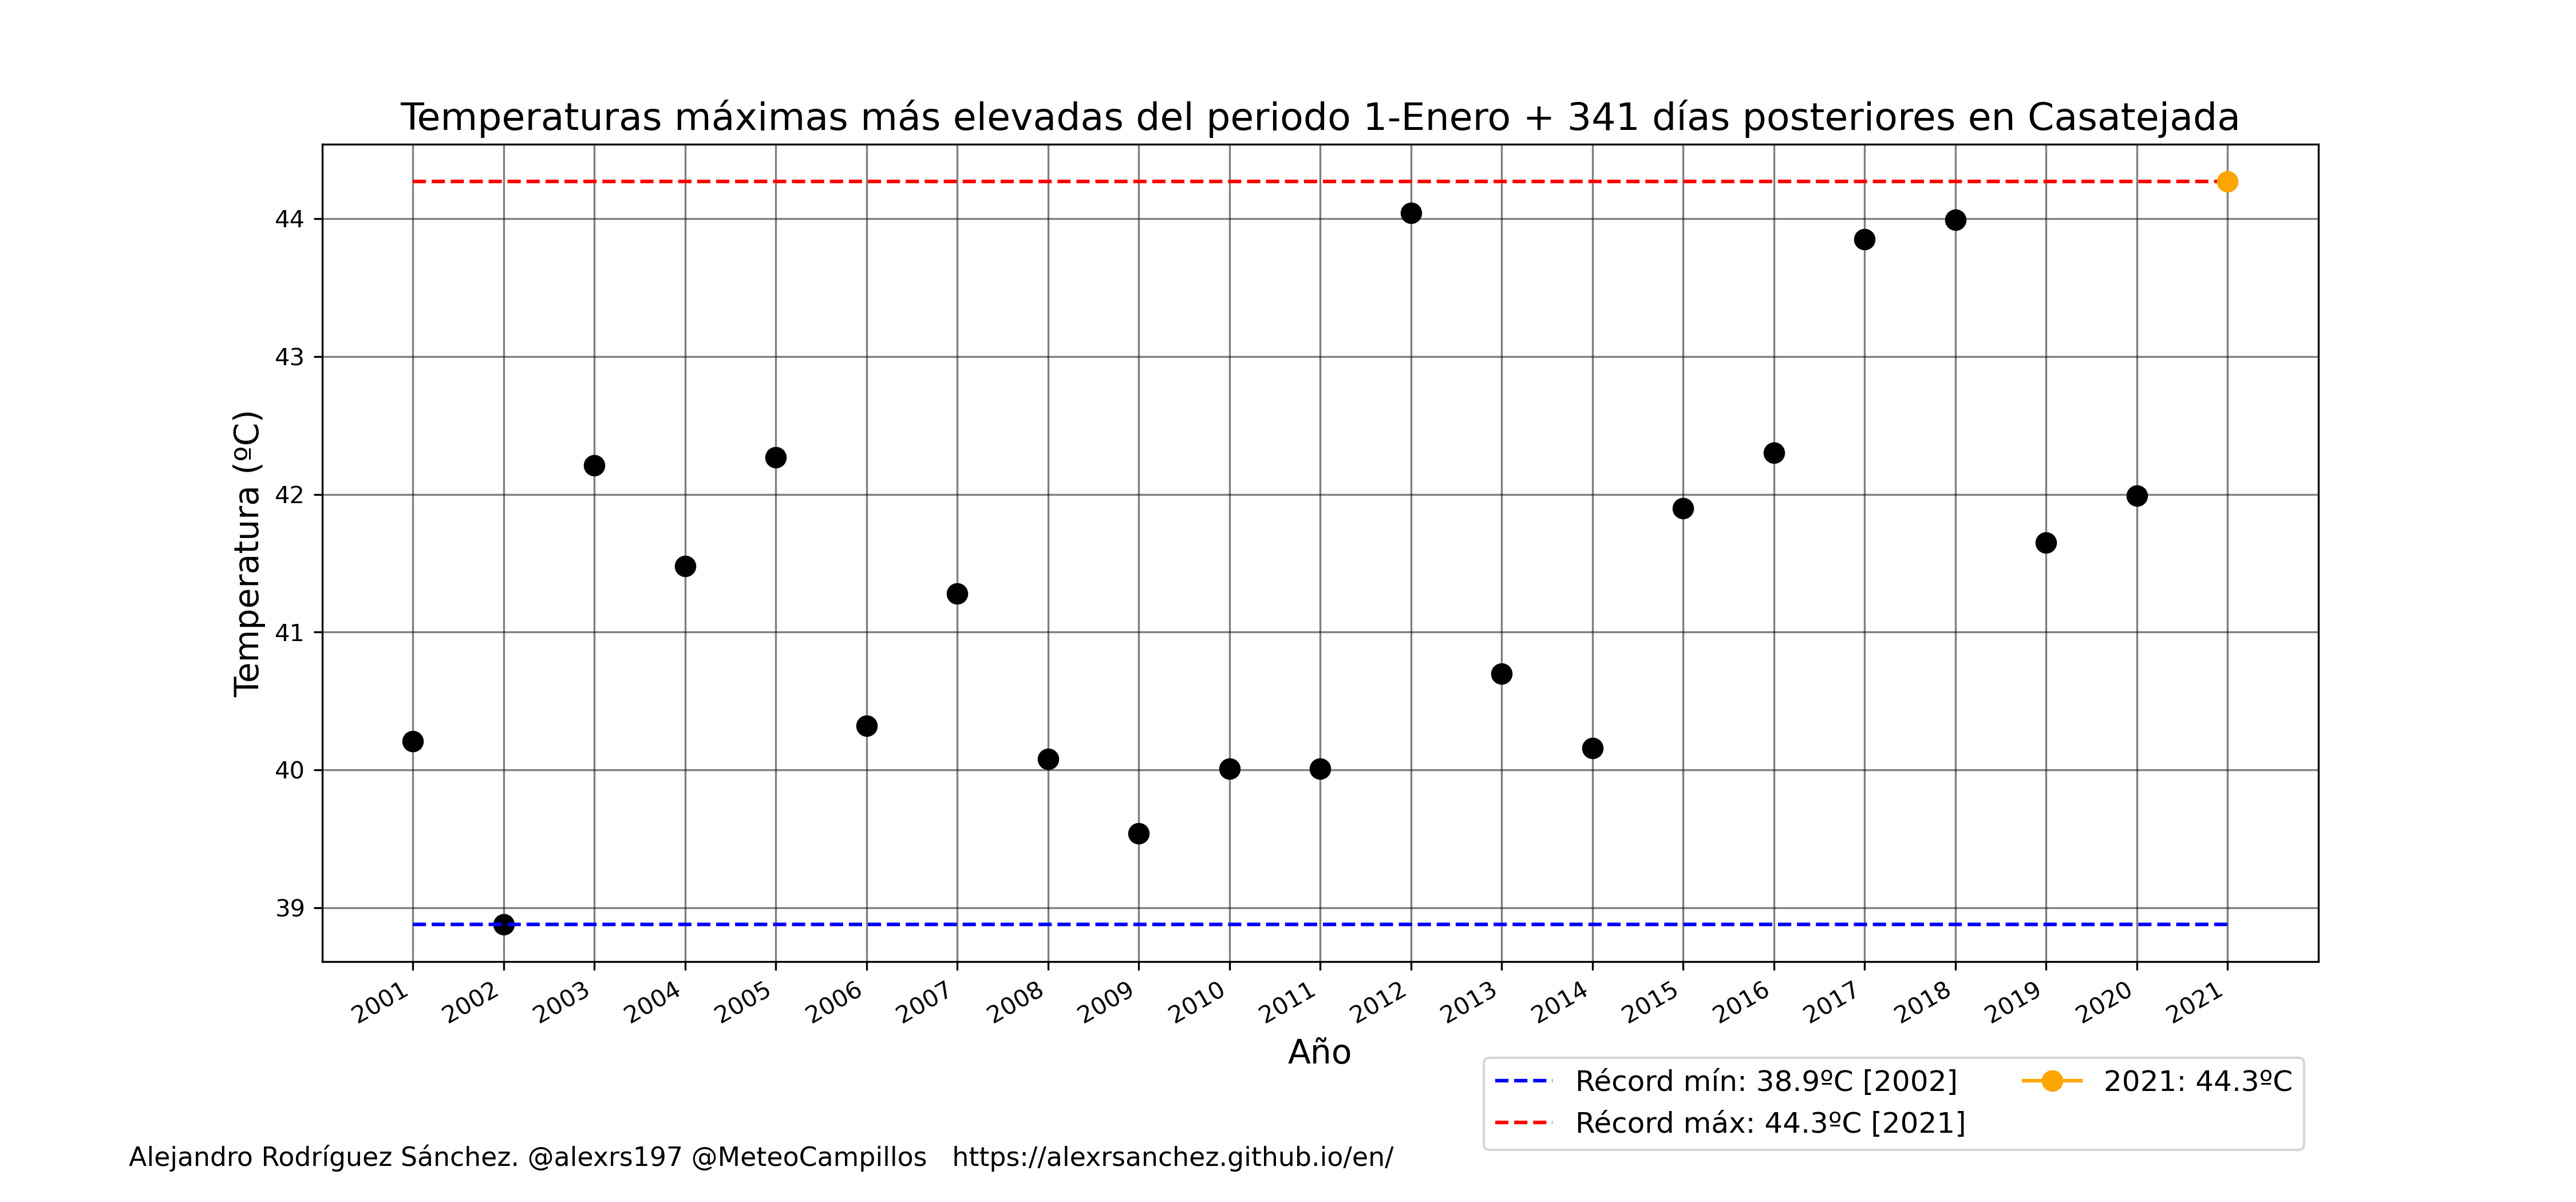 Temperaturas máximas más elevadas del periodo 1-Enero + 341 días posteriores en Casatejada
Temperatura (ºC)
44
43
42
41
40
39
2001 2002 2003 2004 2005 2006 2007 2008 2009 2010 2011 2012 2013 2014 2015 2016 2017 2018 2019 2020 2021
Año
Récord mín: 38.9ºC [2002]
Récord máx: 44.3ºC [2021]
2021: 44.3ºC
Alejandro Rodríguez Sánchez. @alexrs197 @MeteoCampillos https://alexrsanchez.github.io/en/